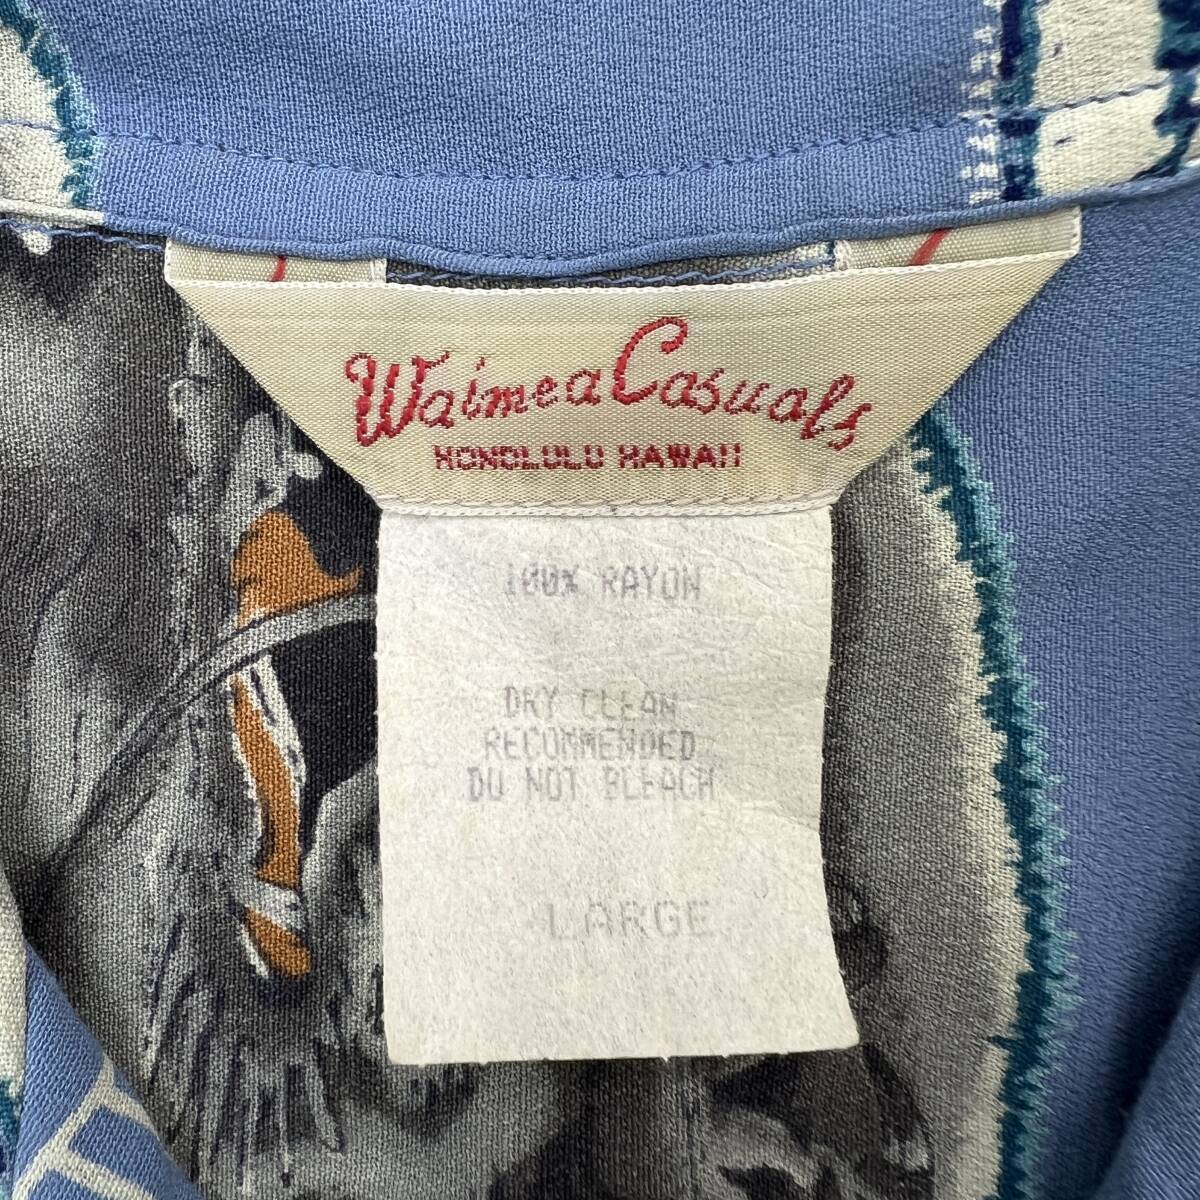 Waimea Casuals
HONOLULU HAWAII
100% RAYON
DRY CLEAN
RECOMMENDED
DO NOT BLEACH
LARGE